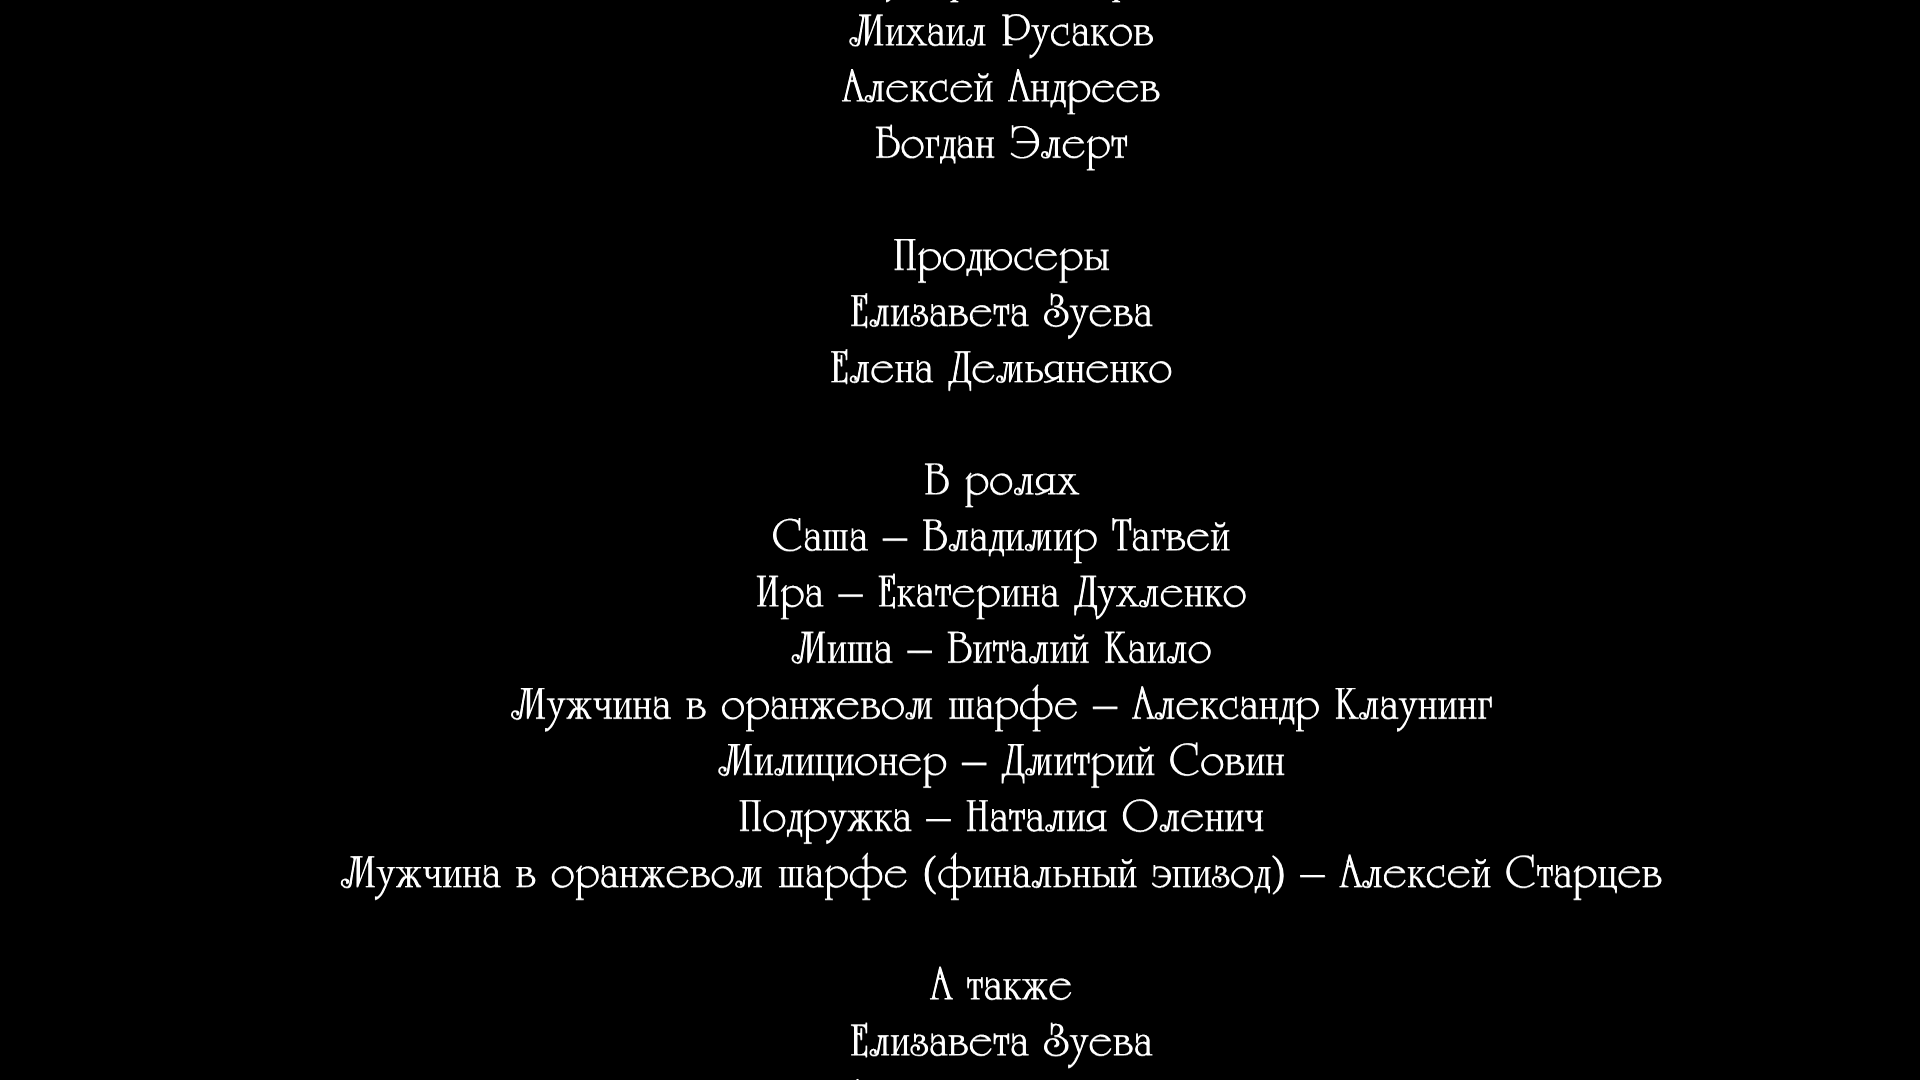 Михаил Русаков
Алексей Андреев
Богдан Элерт
Продюсеры
Елизавета Зуева
Елена Демьяненко
В ролях
Саша – Владимир Тагвей
Ира – Екатерина Духленко
Миша – Виталий Каило
Мужчина в оранжевом шарфе – Александр Клаунинг
Милиционер – Дмитрий Совин
Подружка – Наталия Оленич
Мужчина в оранжевом шарфе (финальный эпизод) – Алексей Старцев
А также
Елизавета Зуева